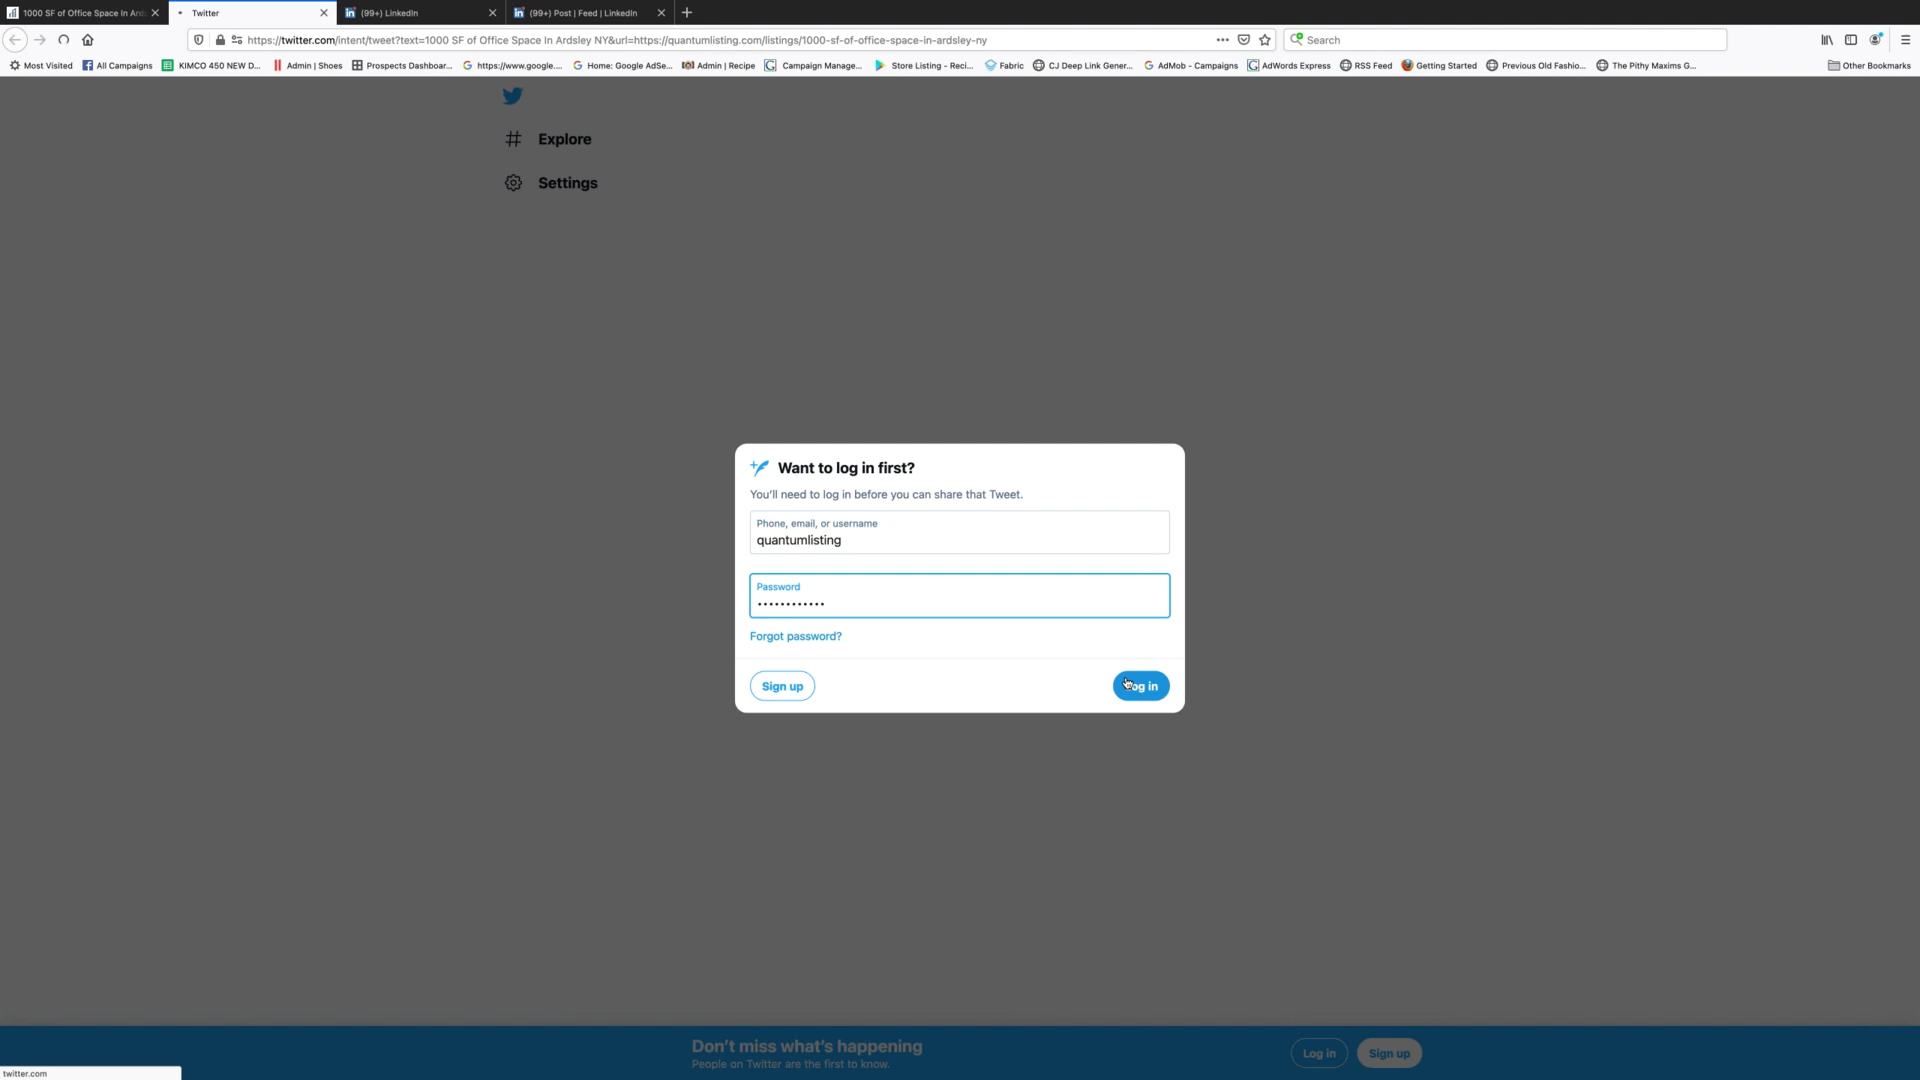 1000 SF of Office Space In Ard
Twitter
(99+) LinkedIn
(99+) Post | Feed | LinkedIn
https://twitter.com/intent/tweet?text=1000 SF of Office Space In Ardsley NY&url=https://quantumlisting.com/listings/1000-sf-of-office-space-in-ardsley-ny
Search
Most Visited
All Campaigns
KIMCO 450 NEW D...
Admin | Shoes
Prospects Dashboar...
https://www.google....
Home: Google AdSe...
Admin | Recipe
Campaign Manage...
Store Listing - Reci...
Fabric
CJ Deep Link Gener...
AdMob - Campaigns
AdWords Express
RSS Feed
Getting Started
Previous Old Fashio...
The Pithy Maxims G...
Other Bookmarks
Explore
Settings
Want to log in first?
You'll need to log in before you can share that Tweet.
Phone, email, or username
quantumlisting
Password
Forgot password?
Sign up
Log in
Don't miss what's happening
People on Twitter are the first to know.
Log in
Sign up
twitter.com